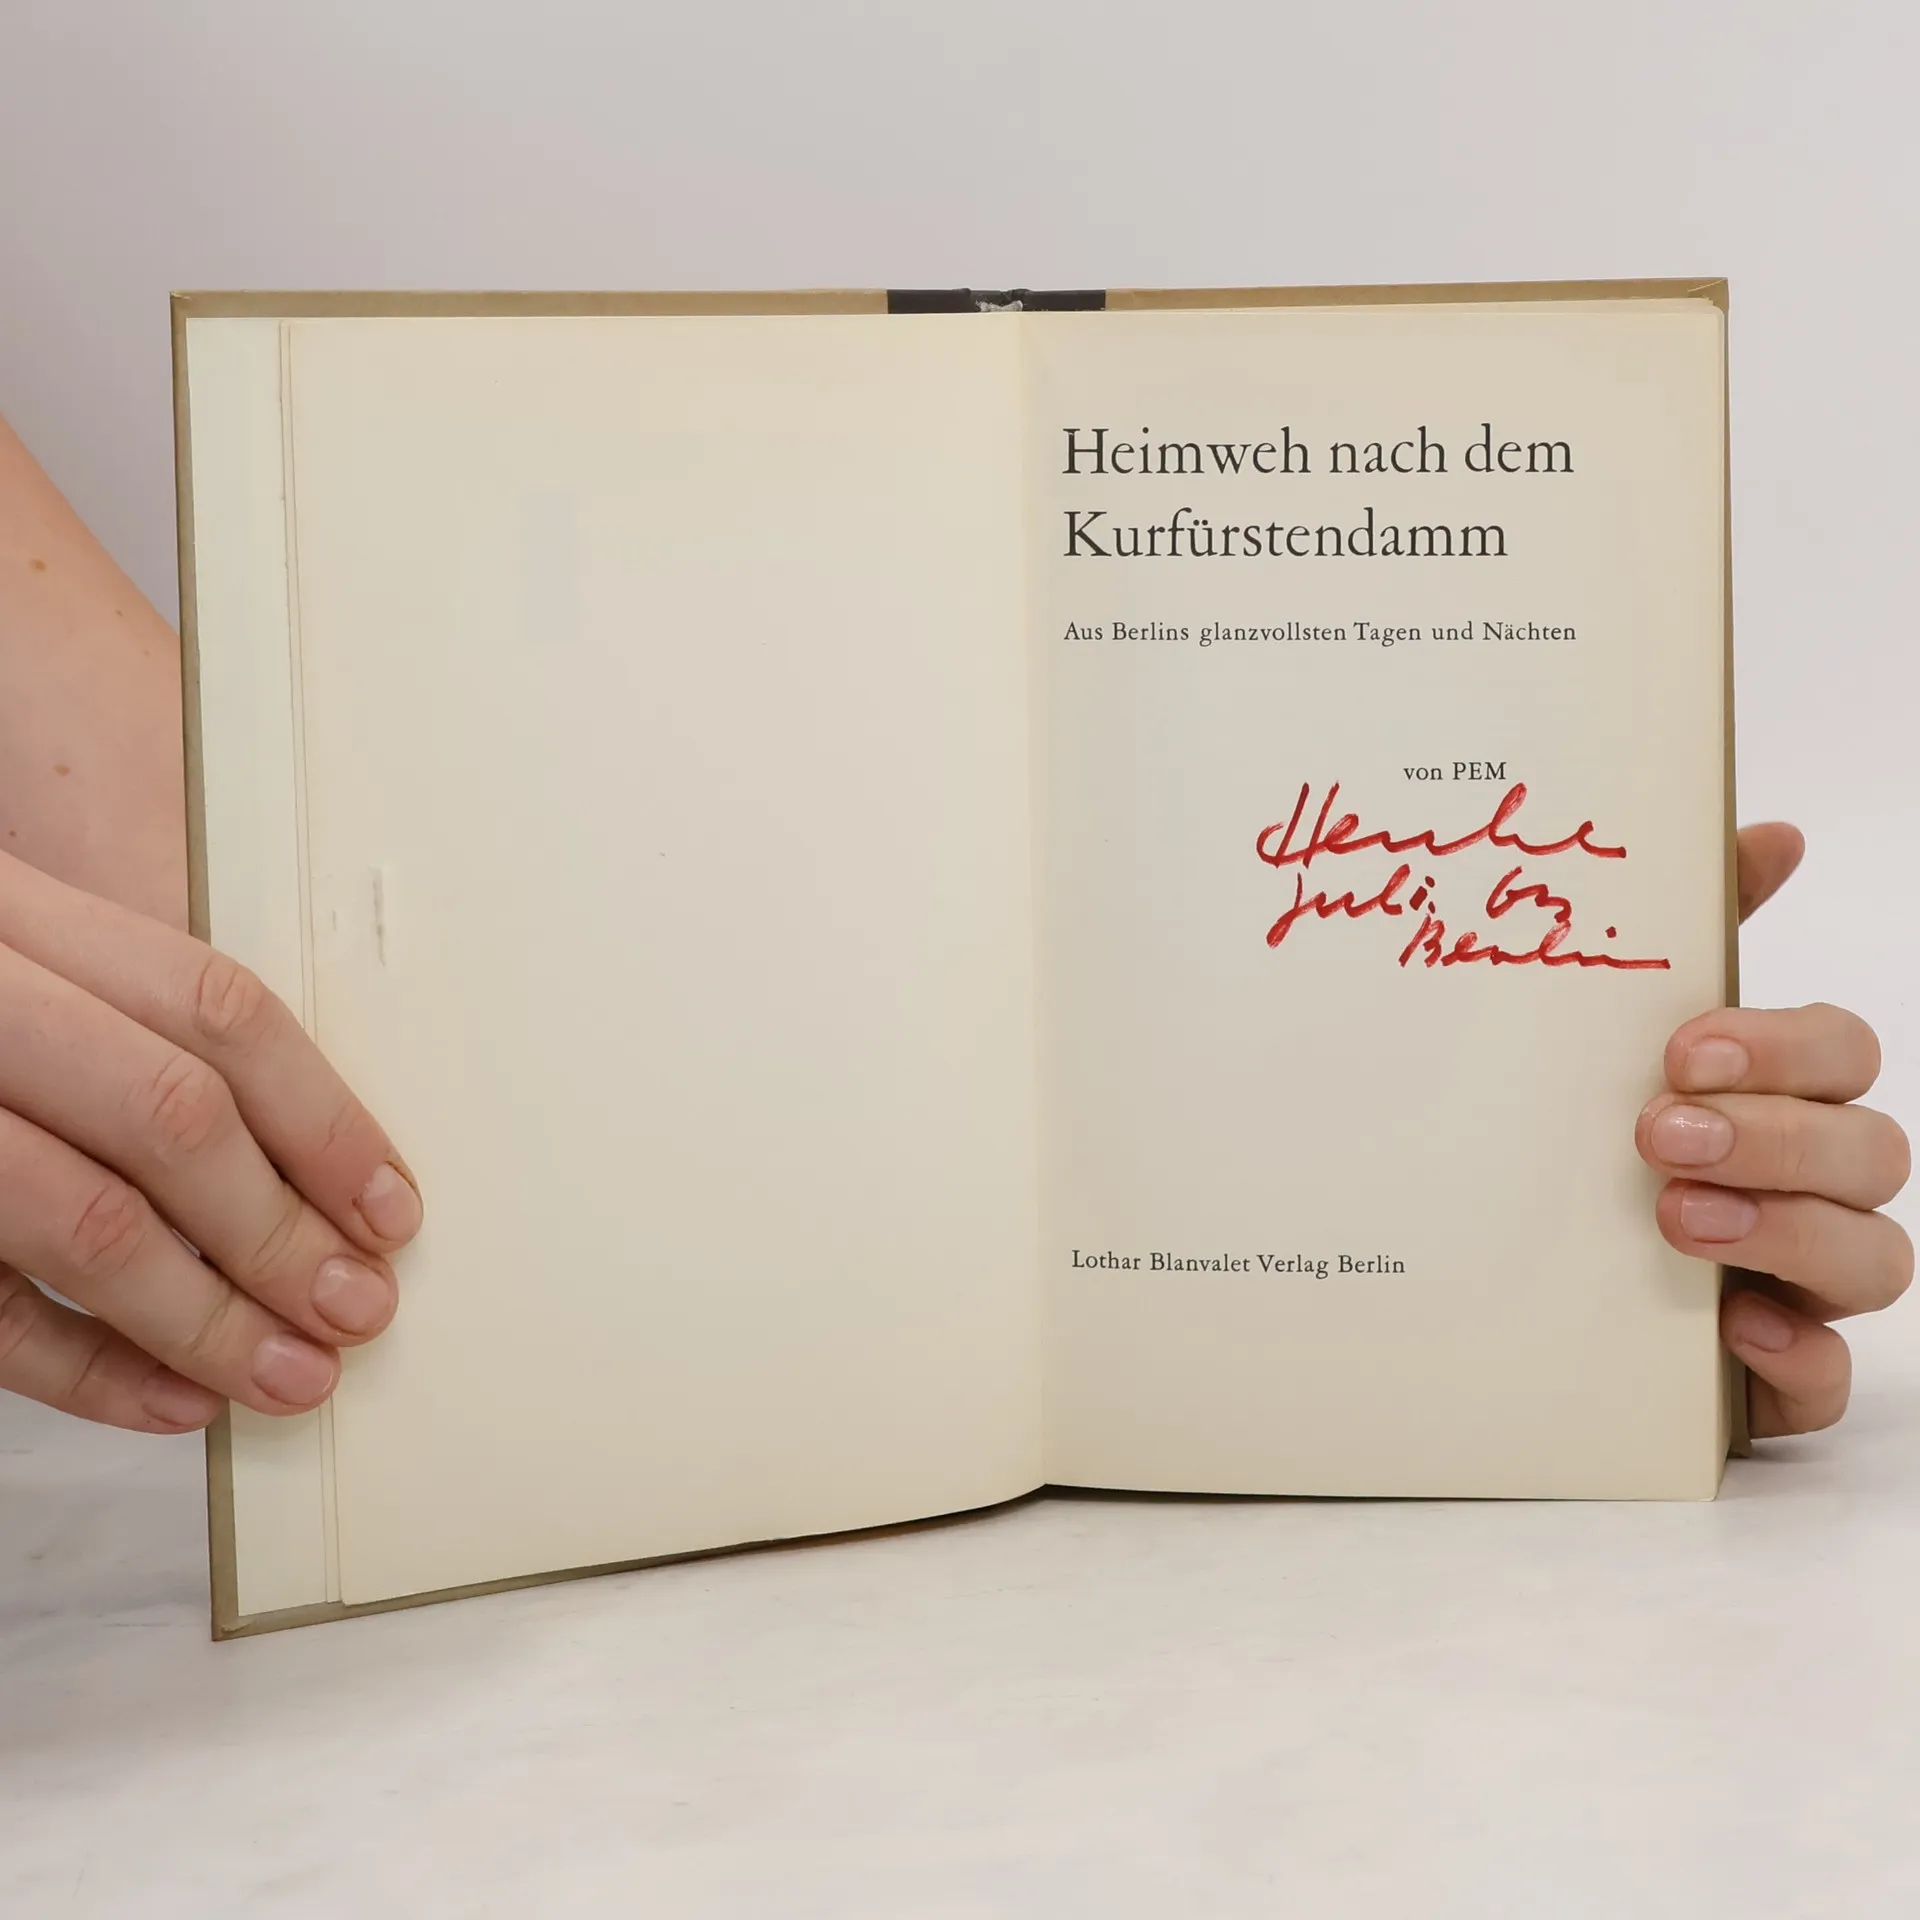 Heimweh nach dem
Kurfürstendamm
Aus Berlins glanzvollsten Tagen und Nächten
von PEM
Juli
Berlin
Lothar Blanvalet Verlag Berlin